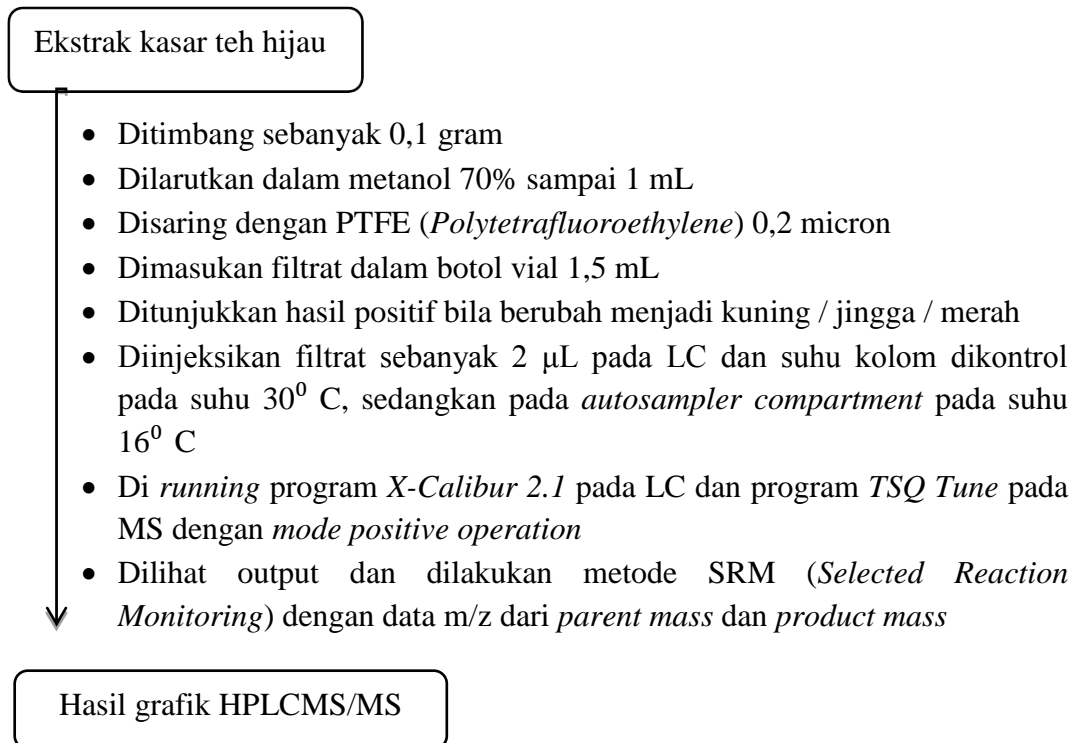 Ekstrak kasar teh hijau
• Ditimbang sebanyak 0,1 gram
• Dilarutkan dalam metanol 70% sampai 1 mL
• Disaring dengan PTFE (Polytetrafluoroethylene) 0,2 micron
• Dimasukan filtrat dalam botol vial 1,5 mL
• Ditunjukkan hasil positif bila berubah menjadi kuning / jingga / merah
• Diinjeksikan filtrat sebanyak 2 μL pada LC dan suhu kolom dikontrol
pada suhu 30⁰ C, sedangkan pada autosampler compartment pada suhu
16⁰ C
• Di running program X-Calibur 2.1 pada LC dan program TSQ Tune pada
MS dengan mode positive operation
• Dilihat output dan dilakukan metode SRM (Selected Reaction
Monitoring) dengan data m/z dari parent mass dan product mass
Hasil grafik HPLCMS/MS